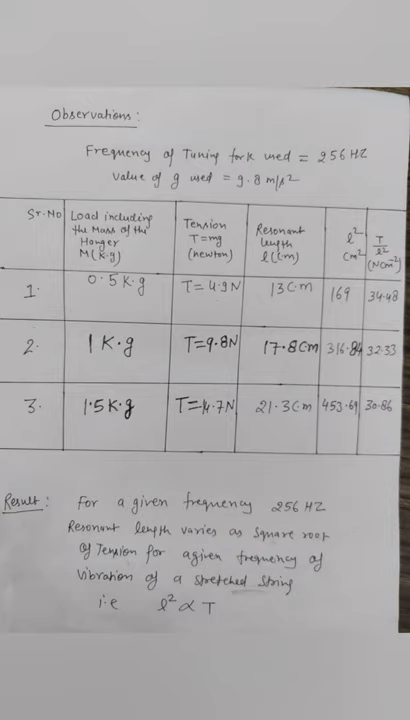 Observations:
Frequency of Tuning fork used = 256 HZ
Value of g used = 9.8 m/s²
Sr.No
Load including
the Mass of the
Hanger
M(K.g)
Tension
T=mg
(newton)
Resonant
length
l(cm)
l²
cm²
T/l²
(Ncm⁻²)
1. 0.5K.g T=4.9N 13Cm 169 34.48
2. 1K.g T=9.8N 17.8Cm 316.84 32.33
3. 1.5K.g T=14.7N 21.3Cm 453.69 30.86
Result: For a given frequency 256 HZ
Resonant length varies as square root
of Tension for a given frequency of
vibration of a stretched string
i.e l² ∝ T